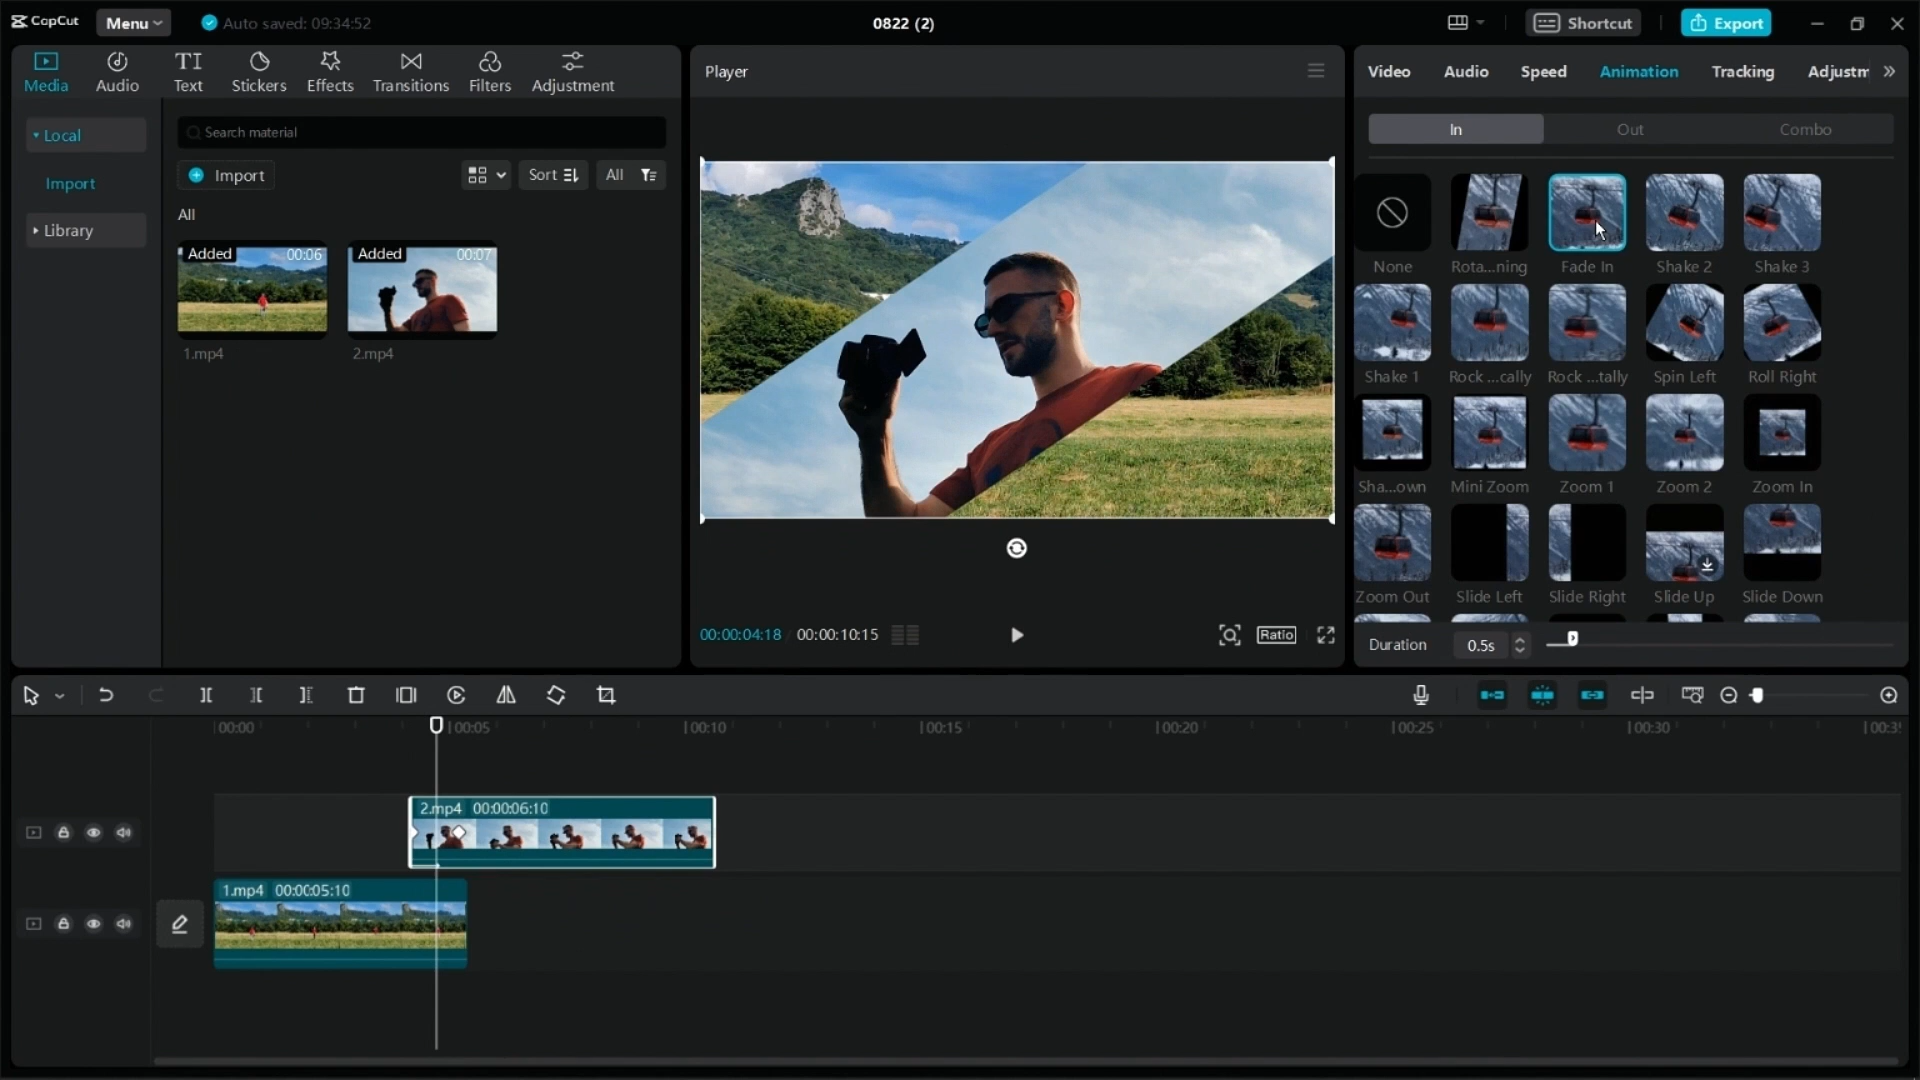 CapCut
Menu
Auto saved: 09:34:52
0822 (2)
Shortcut
Export
Media
Audio
Text
Stickers
Effects
Transitions
Filters
Adjustment
Local
Import
Library
Search material
Import
Sort
All
All
Added 00:06
Added 00:07
1.mp4
2.mp4
Player
00:00:04:18
00:00:10:15
Ratio
Video
Audio
Speed
Animation
Tracking
Adjustm
In
Out
Combo
None
Rota...ning
Fade In
Shake 2
Shake 3
Shake 1
Rock ...cally
Rock ...tally
Spin Left
Roll Right
Sha...own
Mini Zoom
Zoom 1
Zoom 2
Zoom In
Zoom Out
Slide Left
Slide Right
Slide Up
Slide Down
Duration
0.5s
00:00
00:05
00:10
00:15
00:20
00:25
00:30
00:3
2.mp4 00:00:06:10
1.mp4 00:00:05:10